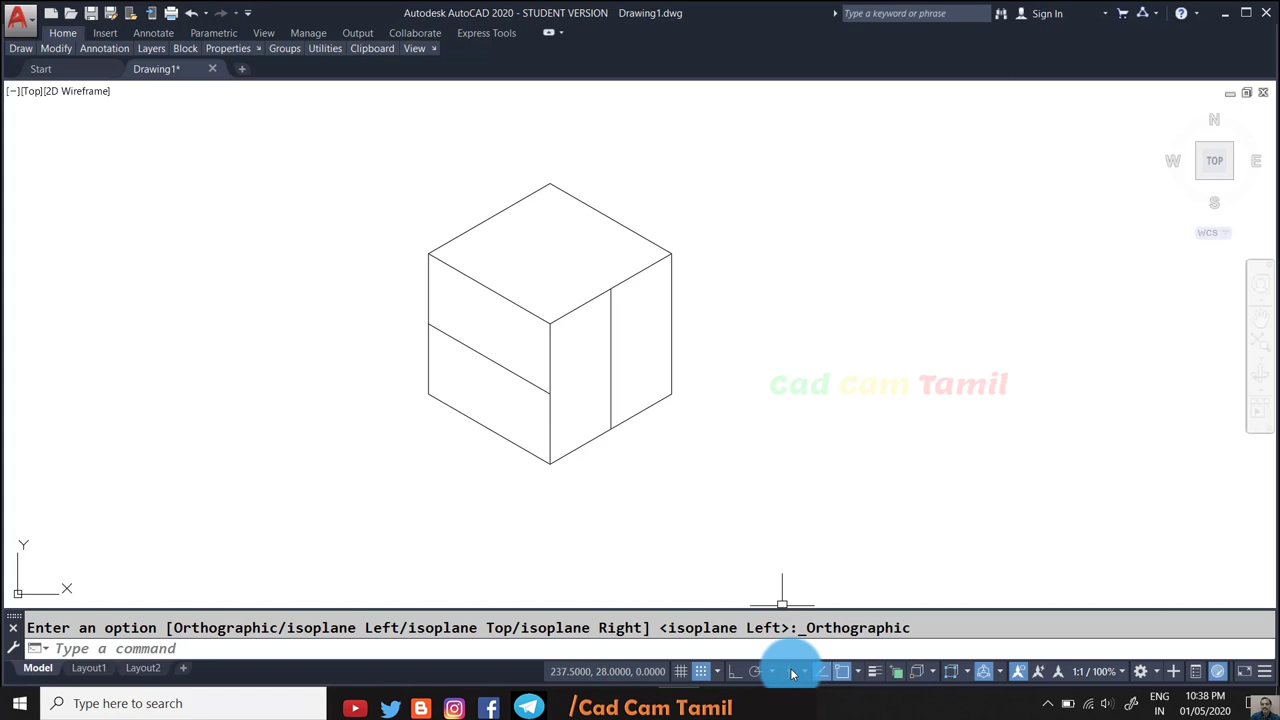 Autodesk AutoCAD 2020 - STUDENT VERSION Drawing1.dwg
Type a keyword or phrase
Sign In
Home Insert Annotate Parametric View Manage Output Collaborate Express Tools
Draw Modify Annotation Layers Block Properties Groups Utilities Clipboard View
Start Drawing1*
[−][Top][2D Wireframe]
N
W TOP E
S
WCS
Cad Cam Tamil
Y
X
Enter an option [Orthographic/isoplane Left/isoplane Top/isoplane Right] <isoplane Left>:_Orthographic
Type a command
Model Layout1 Layout2
237.5000, 28.0000, 0.0000
1:1 / 100%
Type here to search
/Cad Cam Tamil
ENG
IN
10:38 PM
01/05/2020